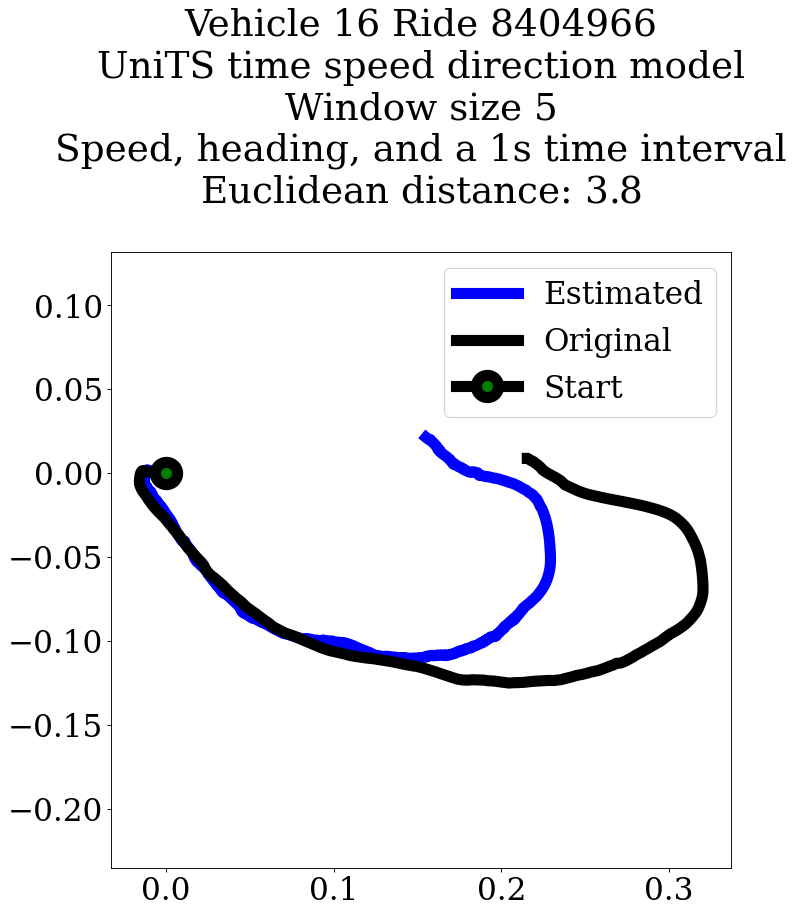 Vehicle 16 Ride 8404966
UniTS time speed direction model
Window size 5
Speed, heading, and a 1s time interval
Euclidean distance: 3.8
Estimated
Original
Start
0.10
0.05
0.00
−0.05
−0.10
−0.15
−0.20
0.0 0.1 0.2 0.3